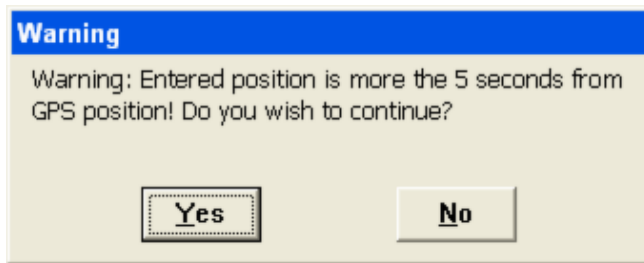 Warning
Warning: Entered position is more the 5 seconds from
GPS position! Do you wish to continue?
Yes No